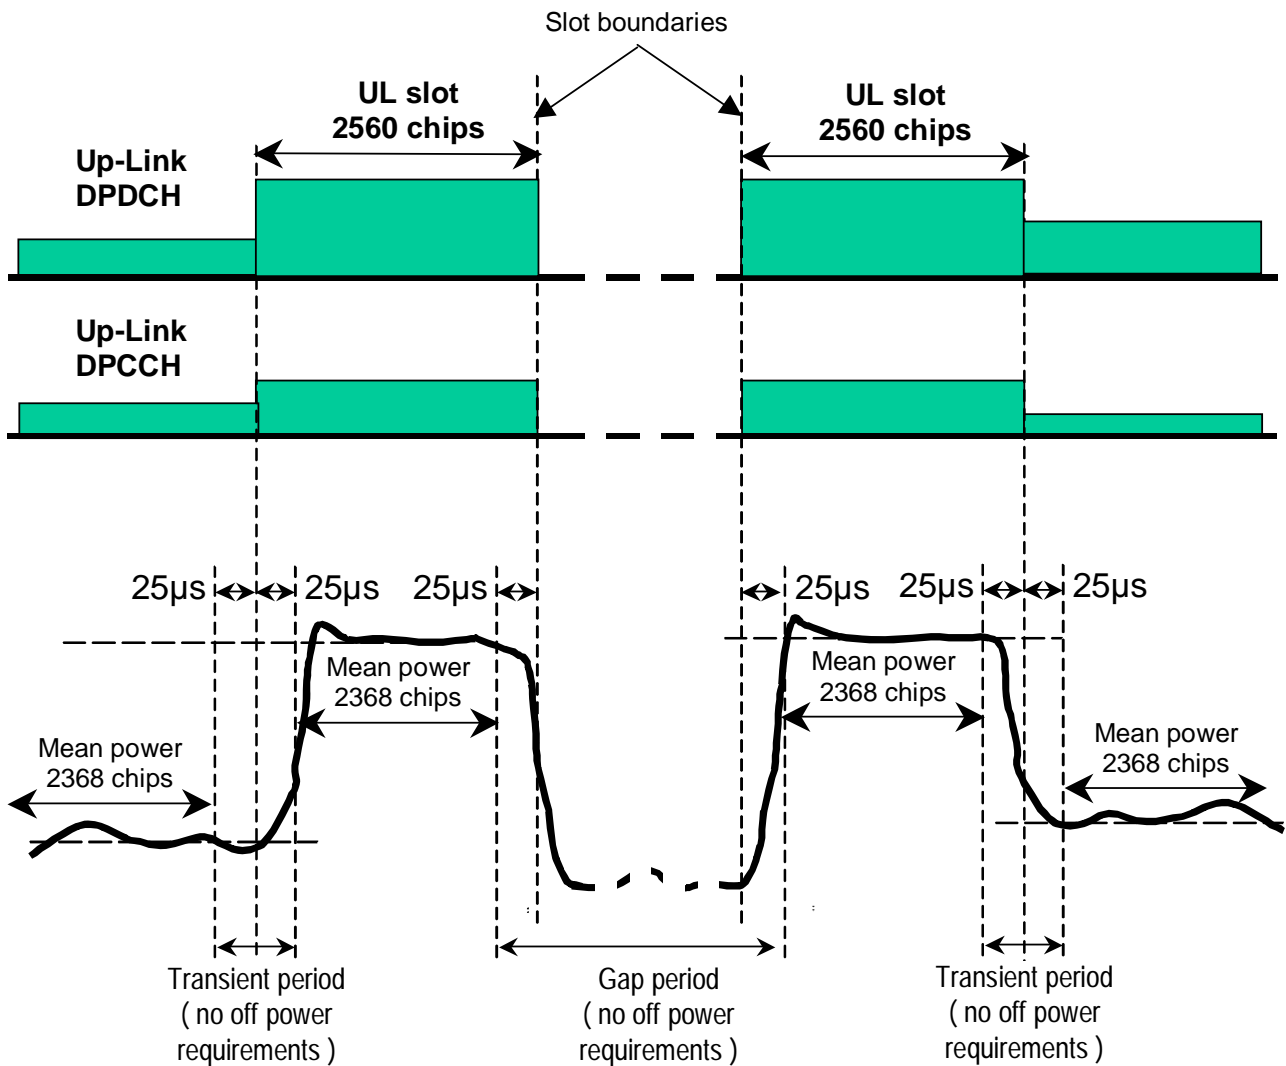 Slot boundaries
UL slot
2560 chips
UL slot
2560 chips
Up-Link
DPDCH
Up-Link
DPCCH
25µs
25µs
25µs
25µs
25µs
25µs
Mean power
2368 chips
Mean power
2368 chips
Mean power
2368 chips
Mean power
2368 chips
Transient period
( no off power
requirements )
Gap period
( no off power
requirements )
Transient period
( no off power
requirements )